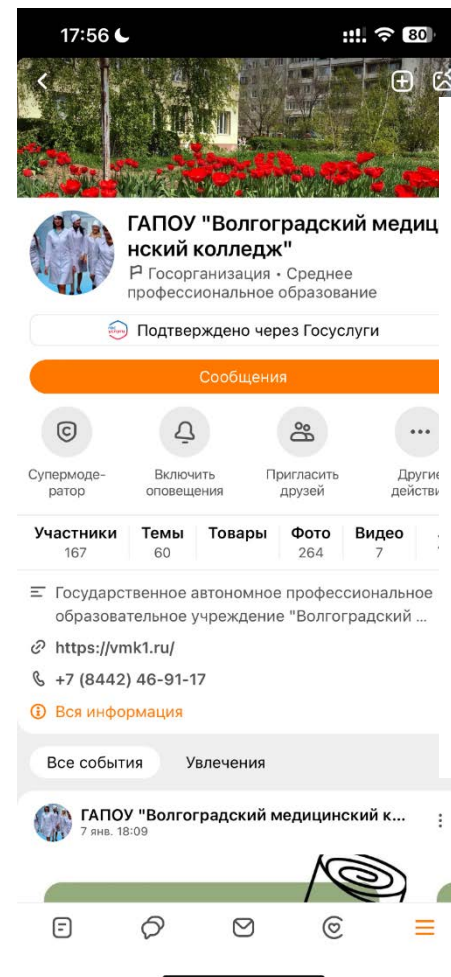 17:56
80
ГАПОУ "Волгоградский медиц
нский колледж"
Госорганизация • Среднее
профессиональное образование
Подтверждено через Госуслуги
Сообщения
Супермоде-
ратор
Включить
оповещения
Пригласить
друзей
Другие
действи
Участники Темы Товары Фото Видео
167 60 264 7
Государственное автономное профессиональное
образовательное учреждение "Волгоградский ...
https://vmk1.ru/
+7 (8442) 46-91-17
Вся информация
Все события Увлечения
ГАПОУ "Волгоградский медицинский к...
7 янв. 18:09